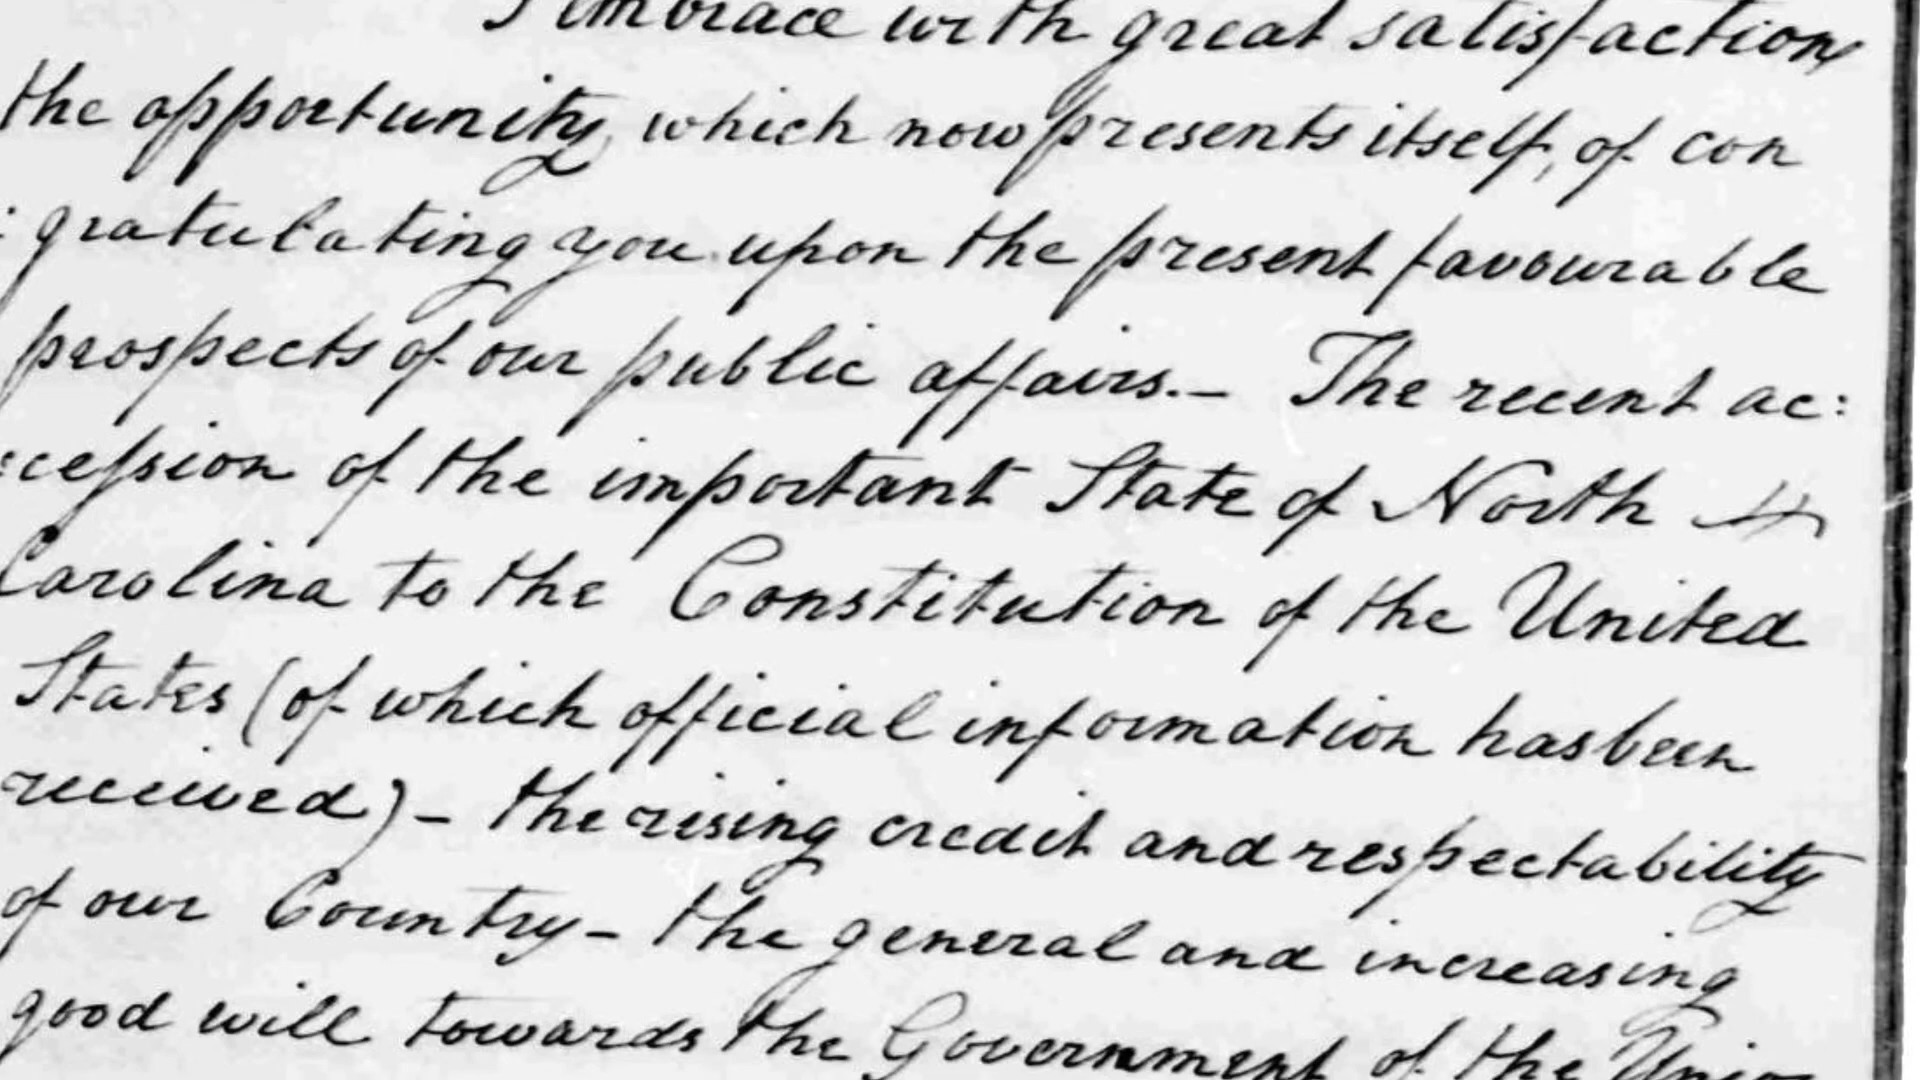 I embrace with great satisfaction
the opportunity, which now presents itself, of con
: gratulating you upon the present favourable
prospects of our public affairs.– The recent ac:
:ceſsion of the important State of North
Carolina to the Constitution of the United
States (of which official information has been
received) – the rising credit and respectability
of our Country – the general and increasing
good will towards the Government of the Union